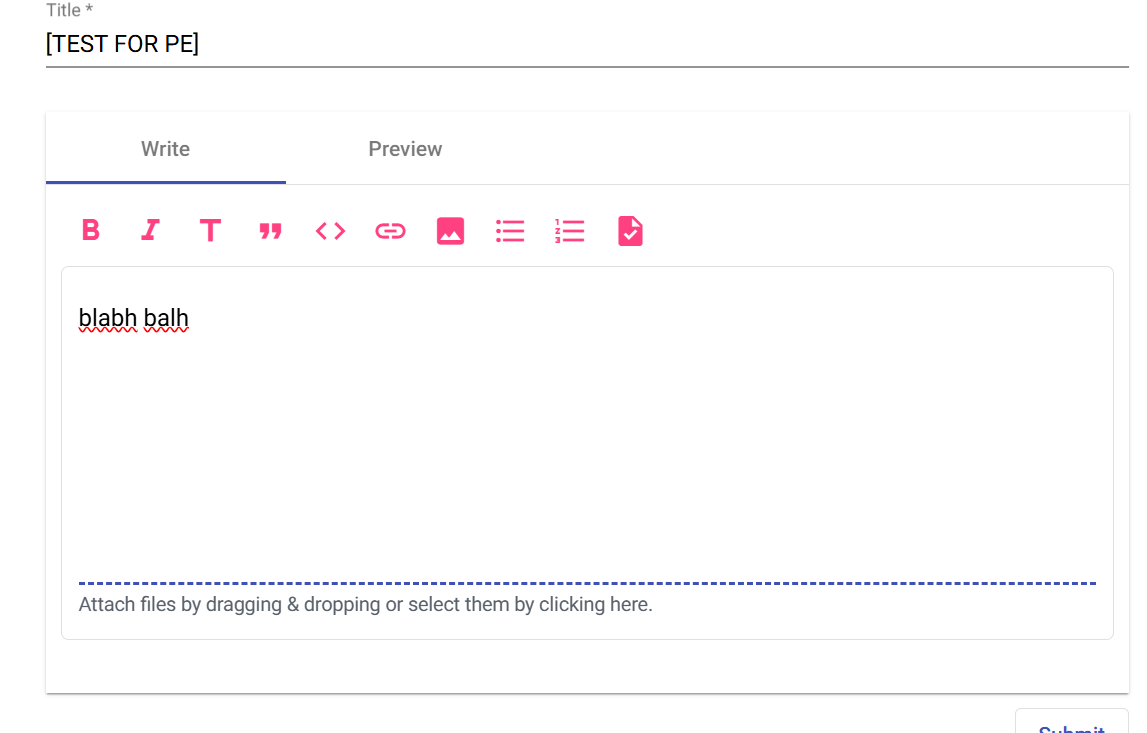 Title *
[TEST FOR PE]
Write Preview
blabh balh
Attach files by dragging & dropping or select them by clicking here.
Submit